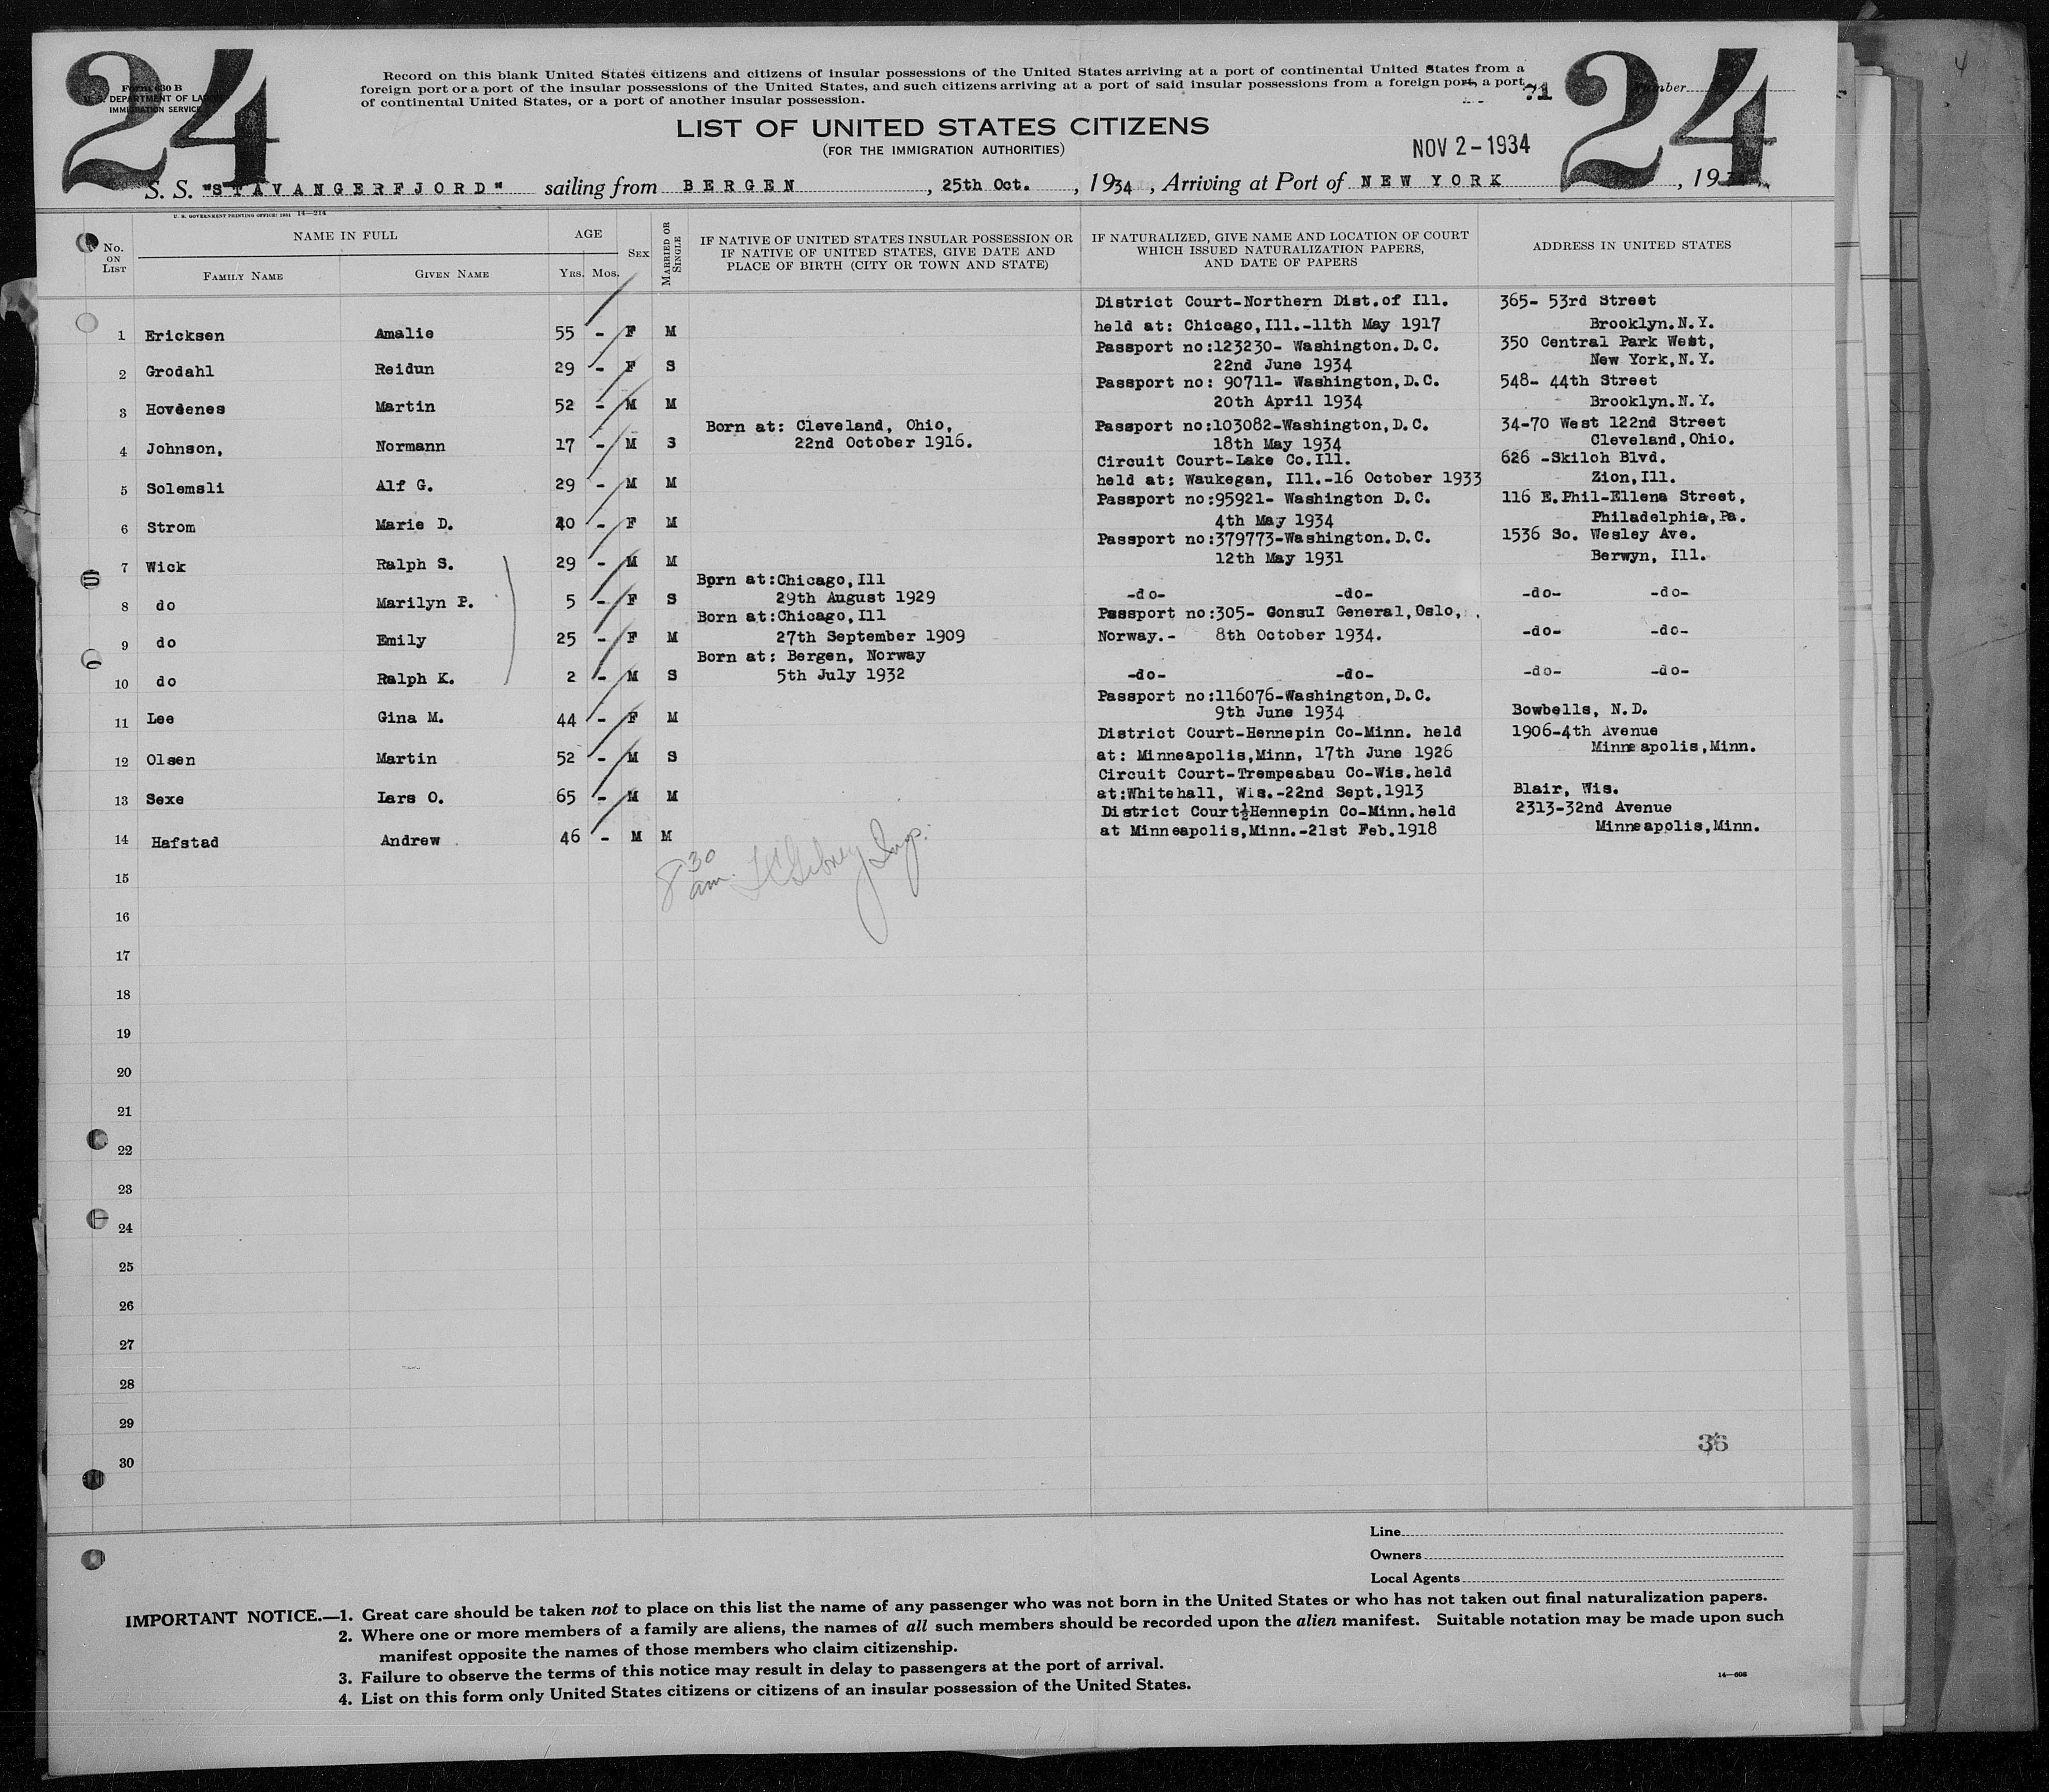 24
24
Form 630 B
U. S. DEPARTMENT OF LABOR
IMMIGRATION SERVICE
Record on this blank United States citizens and citizens of insular possessions of the United States arriving at a port of continental United States from a
foreign port or a port of the insular possessions of the United States, and such citizens arriving at a port of said insular possessions from a foreign port, a port
of continental United States, or a port of another insular possession.
71
LIST OF UNITED STATES CITIZENS
(FOR THE IMMIGRATION AUTHORITIES)
NOV 2-1934
S. S. "STAVANGERFJORD" sailing from BERGEN, 25th Oct., 1934, Arriving at Port of NEW YORK, 193
U. S. GOVERNMENT PRINTING OFFICE: 1931 14—214
No. ON LIST
NAME IN FULL
FAMILY NAME
GIVEN NAME
AGE
YRS. MOS.
SEX
MARRIED OR SINGLE
IF NATIVE OF UNITED STATES INSULAR POSSESSION OR
IF NATIVE OF UNITED STATES, GIVE DATE AND
PLACE OF BIRTH (CITY OR TOWN AND STATE)
IF NATURALIZED, GIVE NAME AND LOCATION OF COURT
WHICH ISSUED NATURALIZATION PAPERS,
AND DATE OF PAPERS
ADDRESS IN UNITED STATES
District Court-Northern Dist.of Ill. 365- 53rd Street
1 Ericksen Amalie 55 - F M held at: Chicago,Ill.-11th May 1917 Brooklyn.N.Y.
Passport no:123230- Washington.D.C. 350 Central Park West,
2 Grodahl Reidun 29 - F S 22nd June 1934 New York,N.Y.
Passport no: 90711- Washington,D.C. 548- 44th Street
3 Hovdenes Martin 52 - M M 20th April 1934 Brooklyn.N.Y.
Born at: Cleveland, Ohio, Passport no:103082-Washington,D.C. 34-70 West 122nd Street
4 Johnson, Normann 17 - M S 22nd October 1916. 18th May 1934 Cleveland,Ohio.
Circuit Court-Lake Co.Ill. 626 -Skiloh Blvd.
5 Solemsli Alf G. 29 - M M held at: Waukegan, Ill.-16 October 1933 Zion,Ill.
Passport no:95921- Washington D.C. 116 E.Phil-Ellena Street,
6 Strom Marie D. 40 - F M 4th May 1934 Philadelphia,Pa.
Passport no:379773-Washington.D.C. 1536 So. Wesley Ave.
7 Wick Ralph S. 29 - M M 12th May 1931 Berwyn, Ill.
Born at:Chicago,Ill
8 do Marilyn P. 5 - F S 29th August 1929 -do- -do- -do- -do-
Born at:Chicago,Ill Passport no:305- Consul General,Oslo,
9 do Emily 25 - F M 27th September 1909 Norway.- 8th October 1934. -do- -do-
Born at: Bergen, Norway
10 do Ralph K. 2 - M S 5th July 1932 -do- -do- -do- -do-
Passport no:116076-Washington,D.C.
11 Lee Gina M. 44 - F M 9th June 1934 Bowbells, N.D.
District Court-Hennepin Co-Minn. held 1906-4th Avenue
12 Olsen Martin 52 - M S at: Minneapolis,Minn, 17th June 1926 Minneapolis,Minn.
Circuit Court-Trempeabau Co-Wis.held
13 Sexe Lars O. 65 - M M at:Whitehall, Wis.-22nd Sept.1913 Blair, Wis.
District Court½Hennepin Co-Minn.held 2313-32nd Avenue
14 Hafstad Andrew 46 - M M at Minneapolis,Minn.-21st Feb.1918 Minneapolis,Minn.
8 30 am. Insp.
15
16
17
18
19
20
21
22
23
24
25
26
27
28
29
30
Line
Owners
Local Agents
IMPORTANT NOTICE.—1. Great care should be taken not to place on this list the name of any passenger who was not born in the United States or who has not taken out final naturalization papers.
2. Where one or more members of a family are aliens, the names of all such members should be recorded upon the alien manifest. Suitable notation may be made upon such
manifest opposite the names of those members who claim citizenship.
3. Failure to observe the terms of this notice may result in delay to passengers at the port of arrival.
4. List on this form only United States citizens or citizens of an insular possession of the United States.